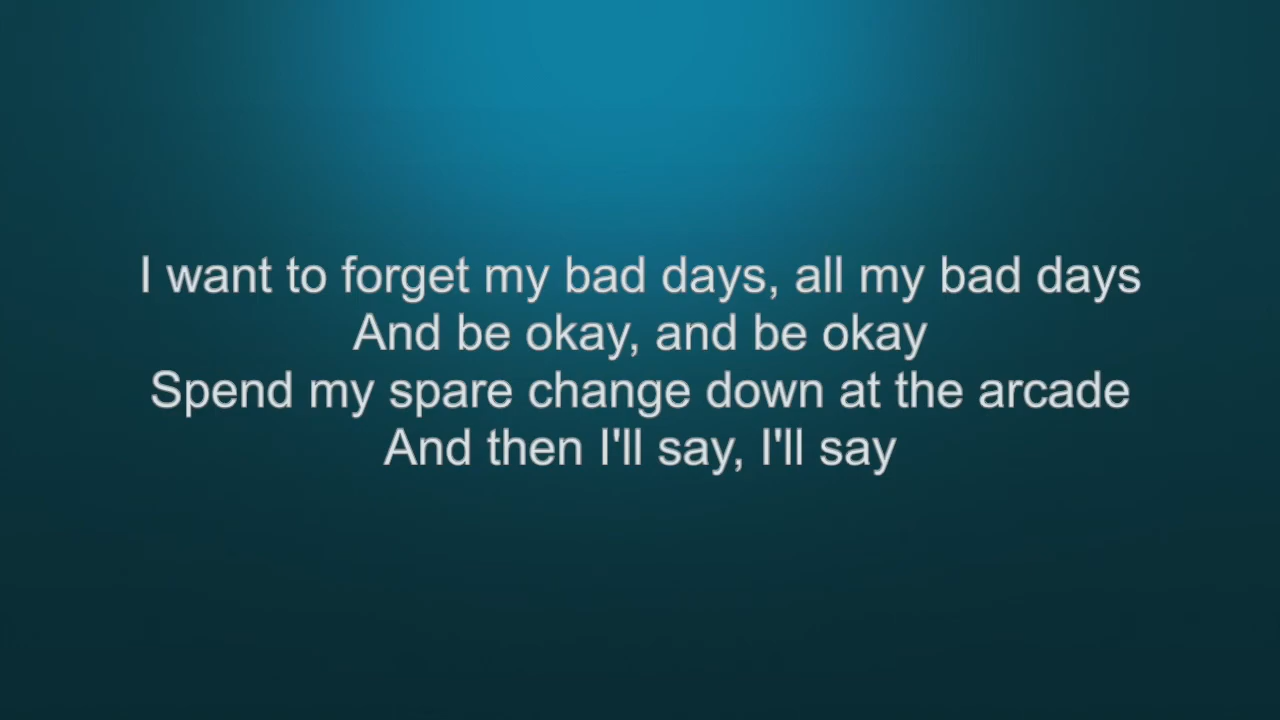 I want to forget my bad days, all my bad days
And be okay, and be okay
Spend my spare change down at the arcade
And then I'll say, I'll say